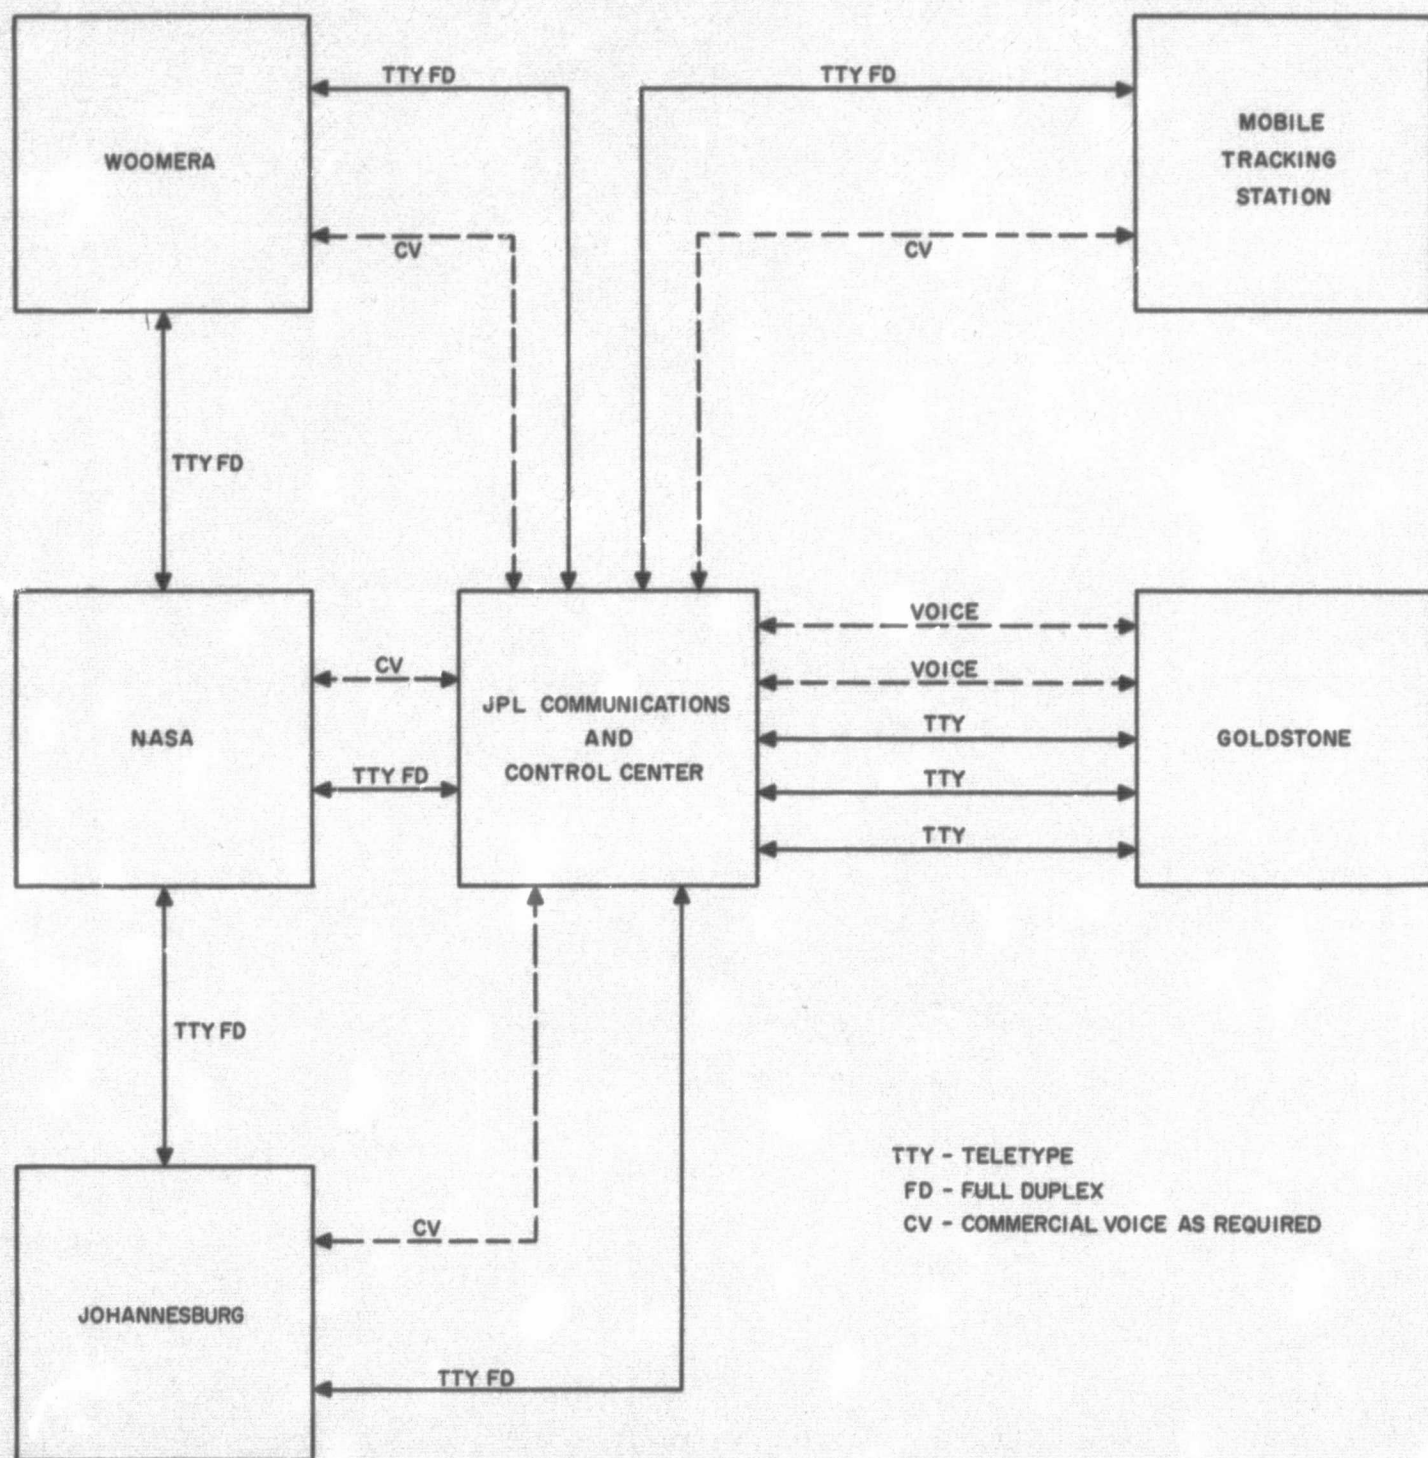 TTY FD
TTY FD
WOOMERA
MOBILE
TRACKING
STATION
CV
CV
TTY FD
VOICE
VOICE
CV
JPL COMMUNICATIONS
AND
CONTROL CENTER
NASA
TTY FD
TTY
TTY
TTY
GOLDSTONE
TTY FD
TTY - TELETYPE
FD - FULL DUPLEX
CV - COMMERCIAL VOICE AS REQUIRED
CV
JOHANNESBURG
TTY FD